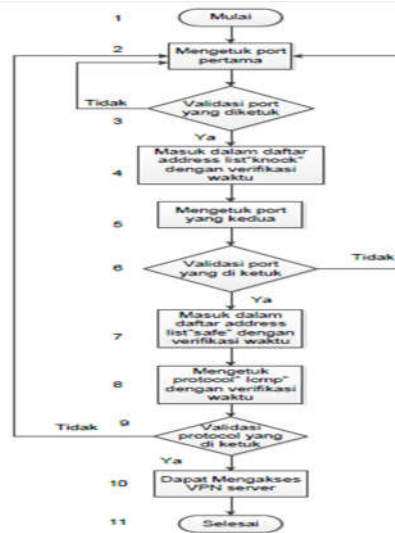 1
Mulai
2
Mengetuk port
pertama
Tidak
3
Validasi port
yang diketuk
Ya
4
Masuk dalam daftar
address list"knock"
dengan verifikasi
waktu
5
Mengetuk port
yang kedua
6
Validasi port
yang di ketuk
Tidak
Ya
7
Masuk dalam
daftar address
list"safe" dengan
verifikasi waktu
8
Mengetuk
protocol" Icmp"
dengan verifikasi
waktu
Tidak
9
Validasi
protocol yang
di ketuk
Ya
10
Dapat Mengakses
VPN server
11
Selesai